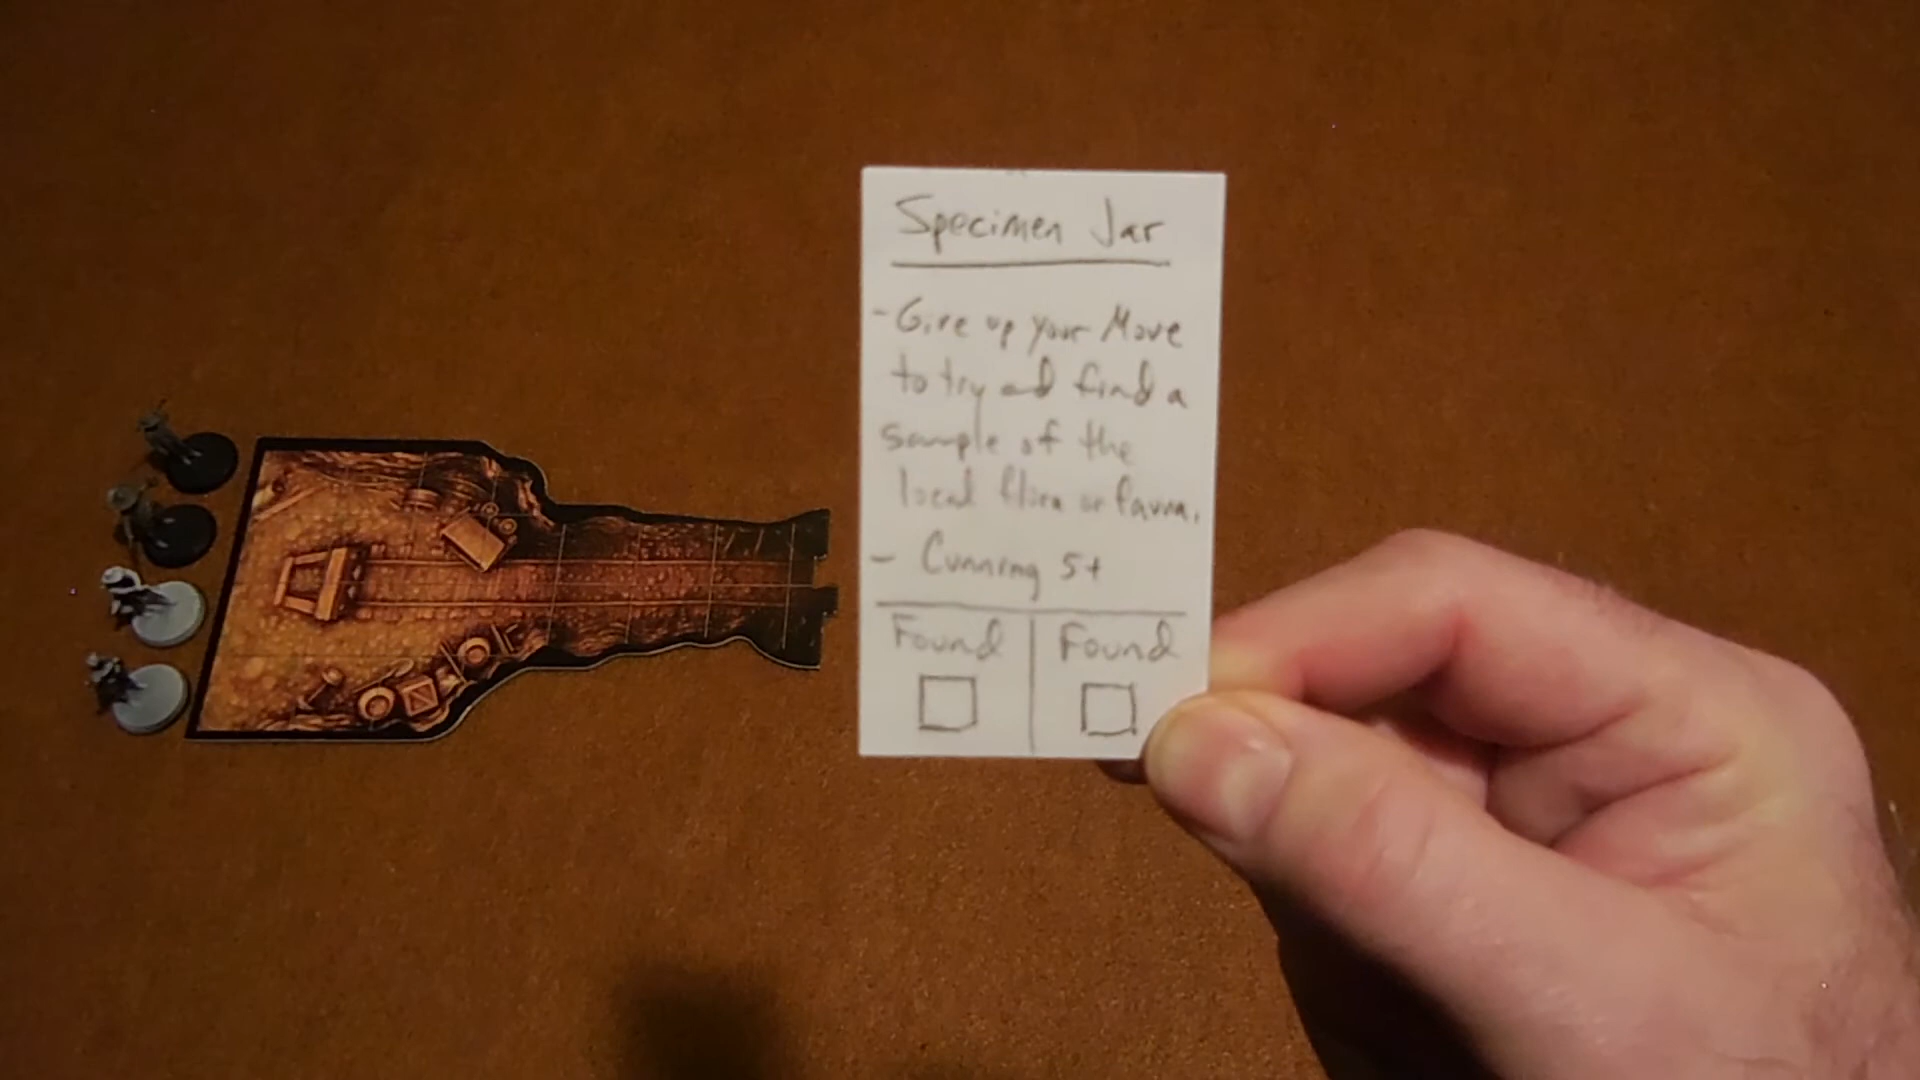 Specimen Jar
- Give up your Move
to try and find a
sample of the
local flora or fauna.
- Cunning 5+
Found Found